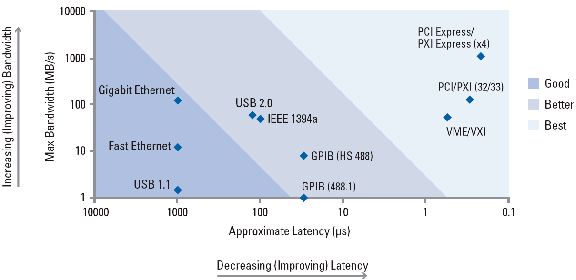 PCI Express/
PXI Express (x4)
PCI/PXI (32/33)
VME/VXI
Gigabit Ethernet
USB 2.0
IEEE 1394a
Fast Ethernet
GPIB (HS 488)
USB 1.1
GPIB (488.1)
Increasing (Improving) Bandwidth
Max Bandwidth (MB/s)
10000
1000
100
10
1
10000
1000
100
10
1
0.1
Approximate Latency (µs)
Decreasing (Improving) Latency
Good
Better
Best